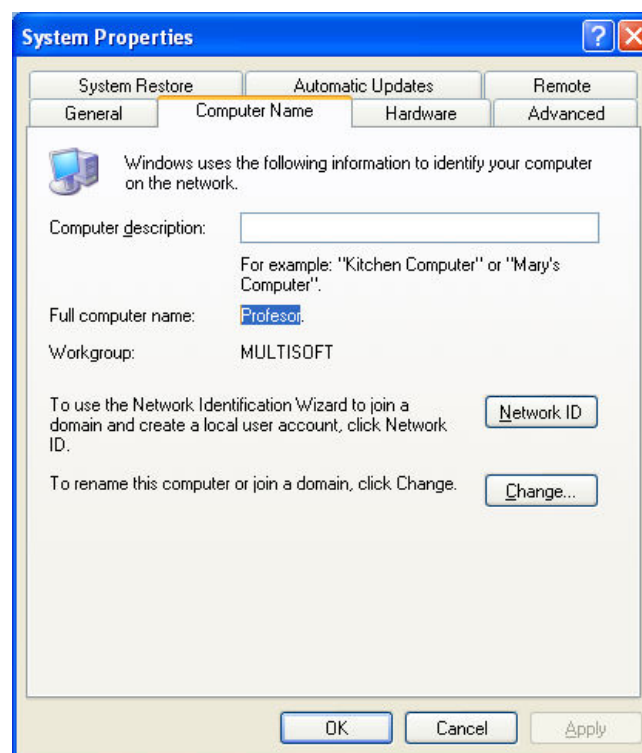 System Properties
System Restore
Automatic Updates
Remote
General
Computer Name
Hardware
Advanced
Windows uses the following information to identify your computer
on the network.
Computer description:
For example: "Kitchen Computer" or "Mary's
Computer".
Full computer name:
Profesor.
Workgroup:
MULTISOFT
To use the Network Identification Wizard to join a
domain and create a local user account, click Network
ID.
Network ID
To rename this computer or join a domain, click Change.
Change...
OK
Cancel
Apply